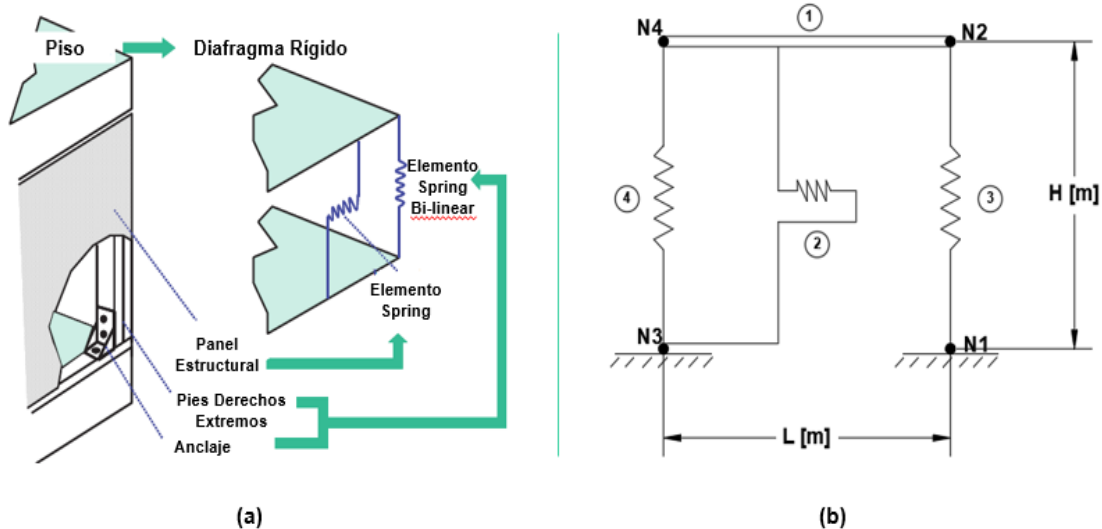 Piso
Diafragma Rígido
Elemento
Spring
Bi-linear
Elemento
Spring
Panel
Estructural
Pies Derechos
Extremos
Anclaje
(a)
1
N4
N2
4
3
H [m]
2
N3
N1
L [m]
(b)